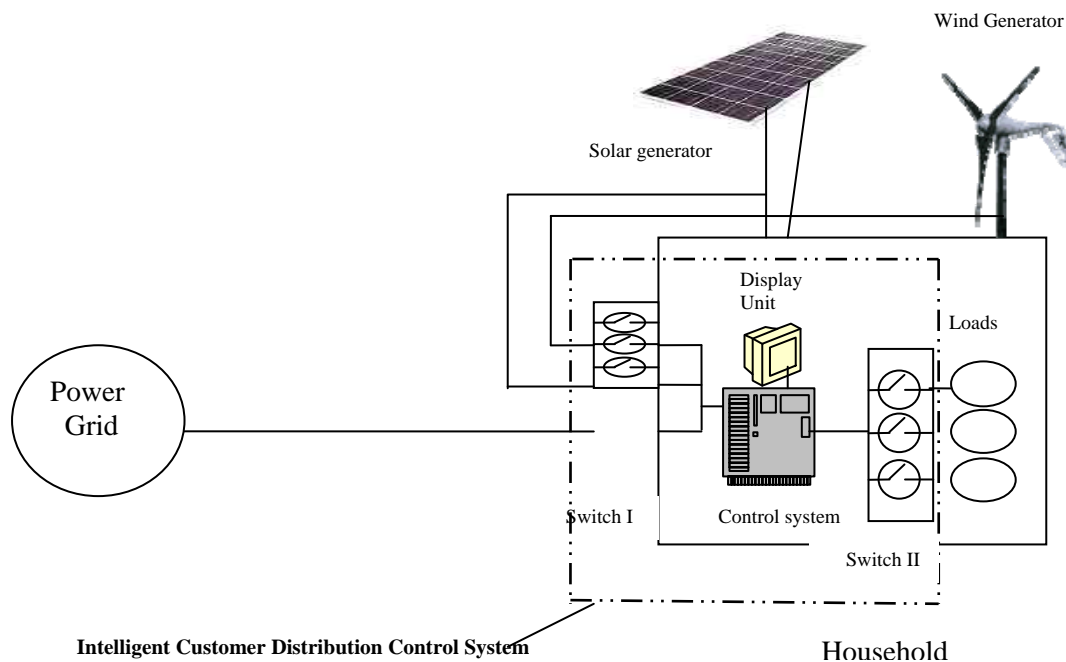 Wind Generator
Solar generator
Display
Unit
Loads
Power
Grid
Switch I
Control system
Switch II
Intelligent Customer Distribution Control System
Household